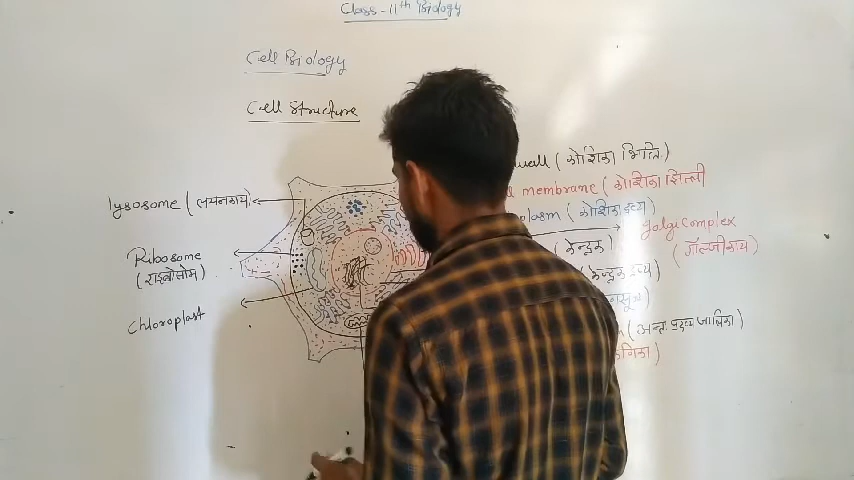 Class-11th Biology
Cell Biology
Cell Structure
wall (कोशिका भित्ति)
membrane (कोशिका झिल्ली
plasm (कोशिका द्रव्य)
Golgi Complex
(गॉल्जीकाय)
(केन्द्रक)
(केन्द्रक द्रव्य)
(अन्तः प्रद्रव्य जालिका)
lysosome (लयनकाय)
Ribosome
(राइबोसोम)
Chloroplast